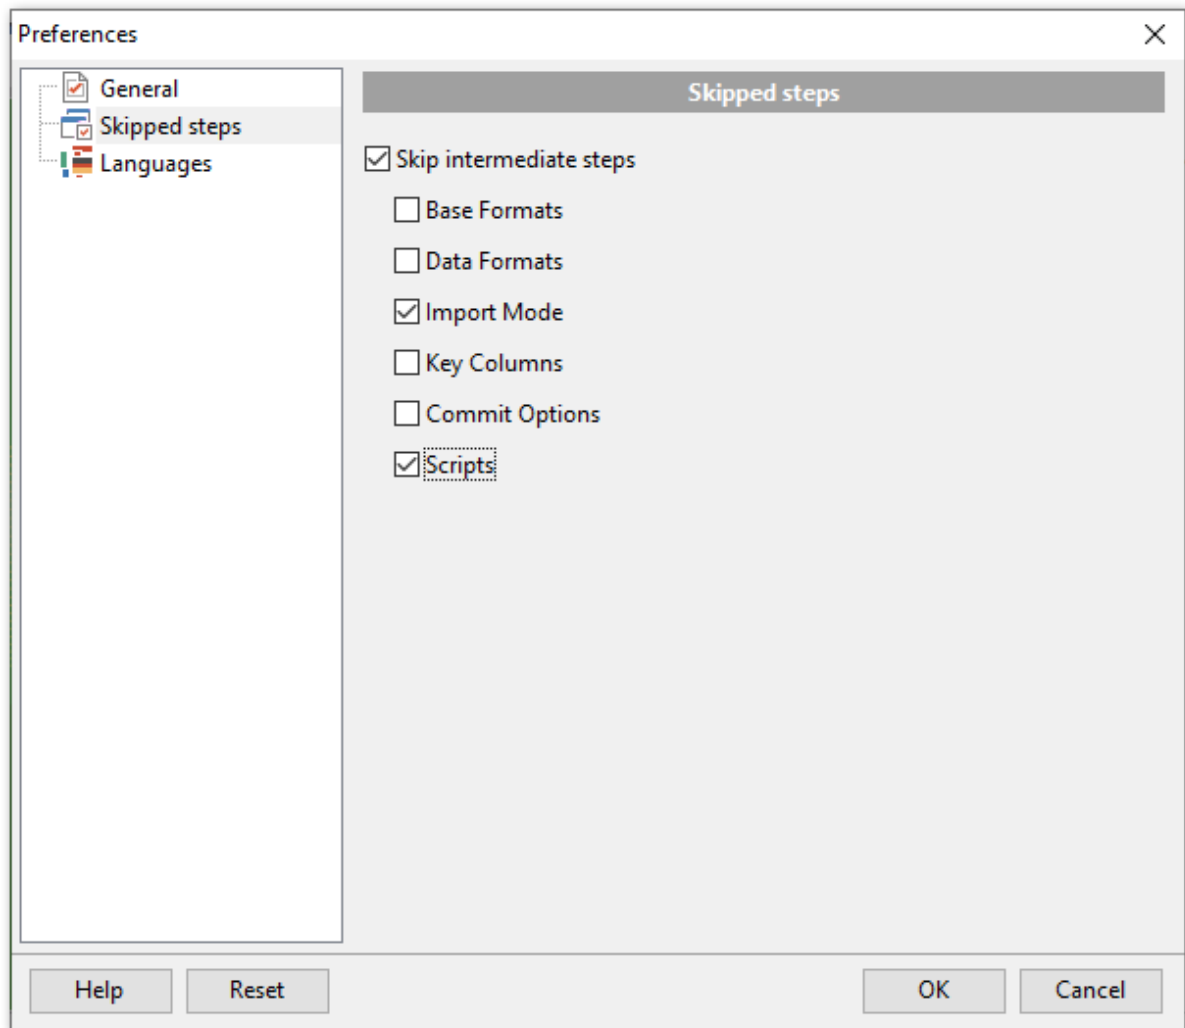 Preferences
General
Skipped steps
Languages
Skipped steps
Skip intermediate steps
Base Formats
Data Formats
Import Mode
Key Columns
Commit Options
Scripts
Help
Reset
OK
Cancel